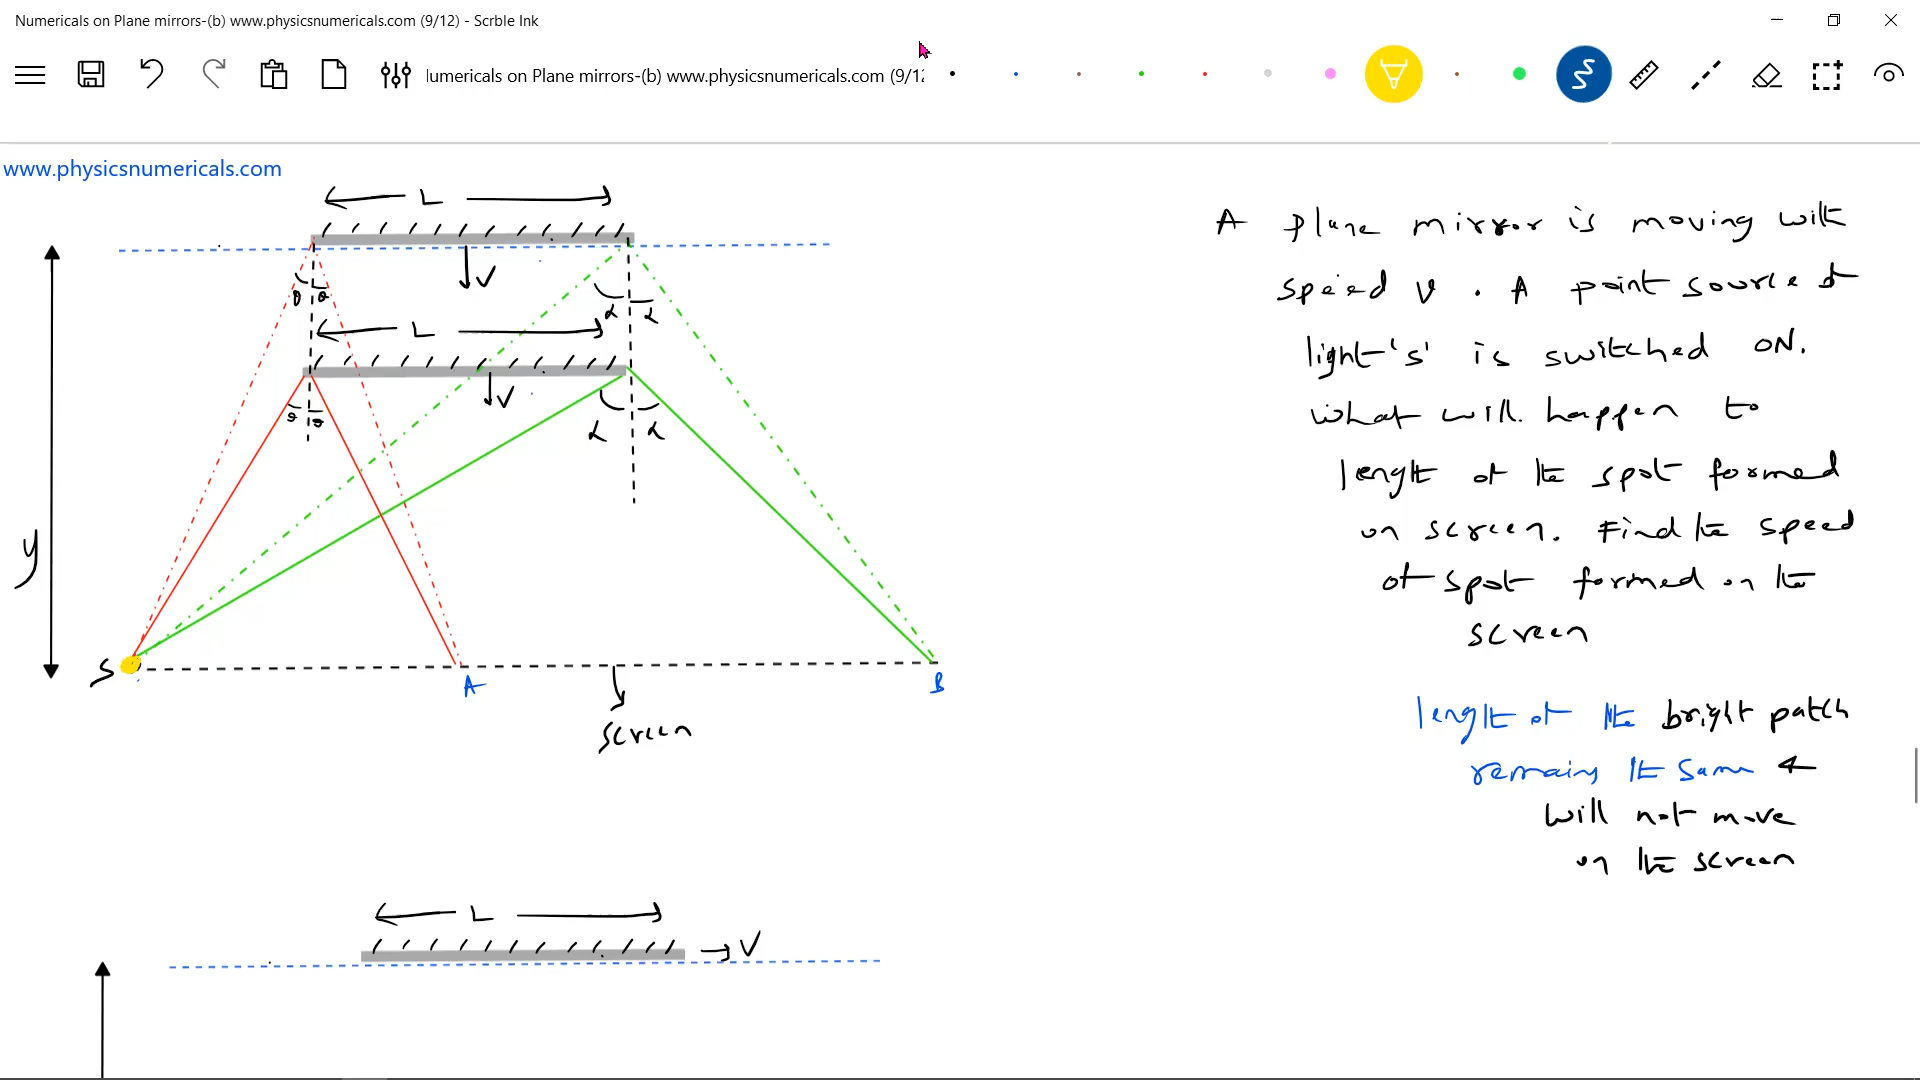 Numericals on Plane mirrors-(b) www.physicsnumericals.com (9/12) - Scrble Ink
umericals on Plane mirrors-(b) www.physicsnumericals.com (9/12
www.physicsnumericals.com
L
V
θ θ
α α
L
V
θ θ
α α
y
S
A
B
screen
A plane mirror is moving with
speed V . A point source of
light 's' is switched ON.
what will happen to
length of the spot formed
on screen. Find the speed
of spot formed on the
screen
length of the bright patch
remains the same &
will not move
on the screen
L
V